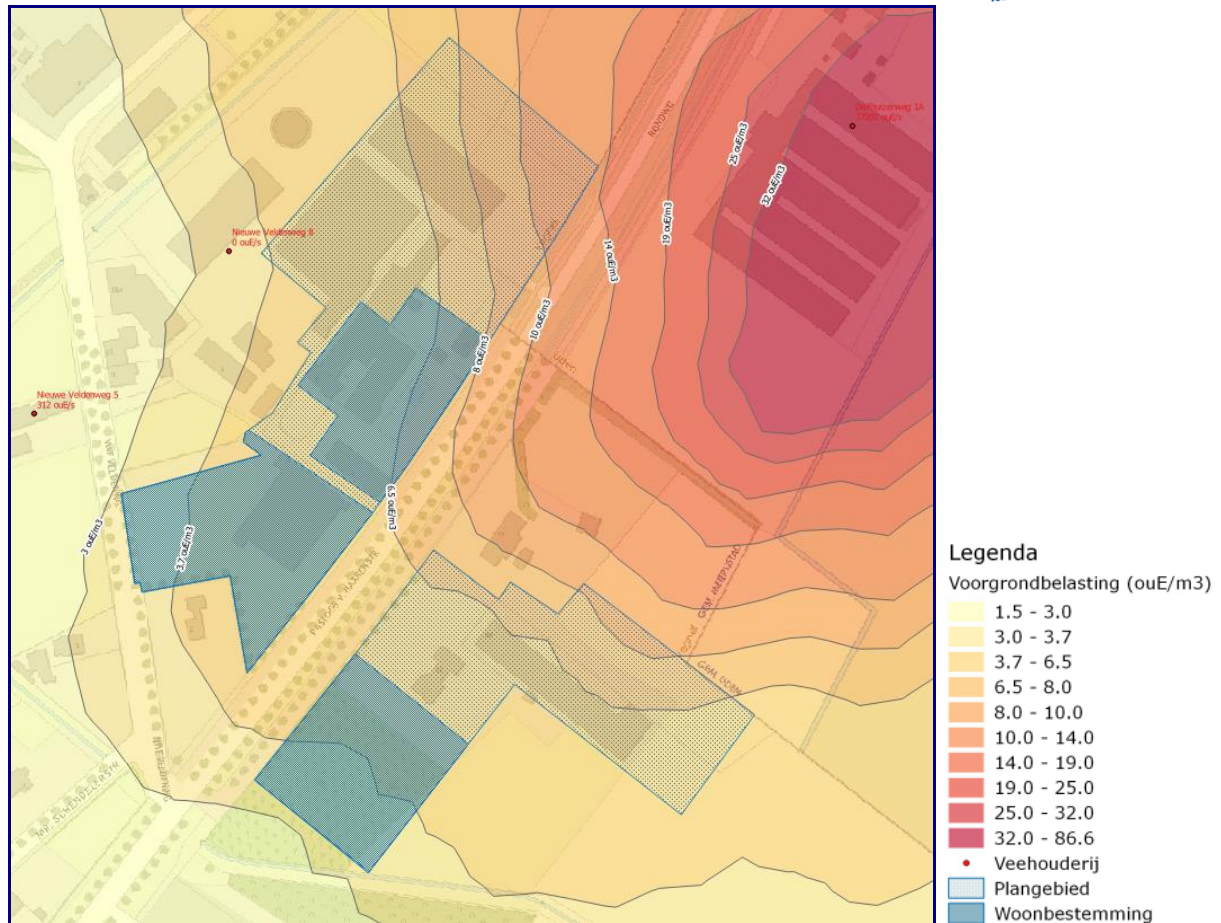 RONDWEG
25 ouE/m3
32 ouE/m3
Nieuwe Veldenweg 8
0 ouE/s
19 ouE/m3
14 ouE/m3
10 ouE/m3
8 ouE/m3
Nieuwe Veldenweg 5
312 ouE/s
6.5 ouE/m3
3 ouE/m3
3.7 ouE/m3
Legenda
Voorgrondbelasting (ouE/m3)
1.5 - 3.0
3.0 - 3.7
3.7 - 6.5
6.5 - 8.0
8.0 - 10.0
10.0 - 14.0
14.0 - 19.0
19.0 - 25.0
25.0 - 32.0
32.0 - 86.6
Veehouderij
Plangebied
Woonbestemming